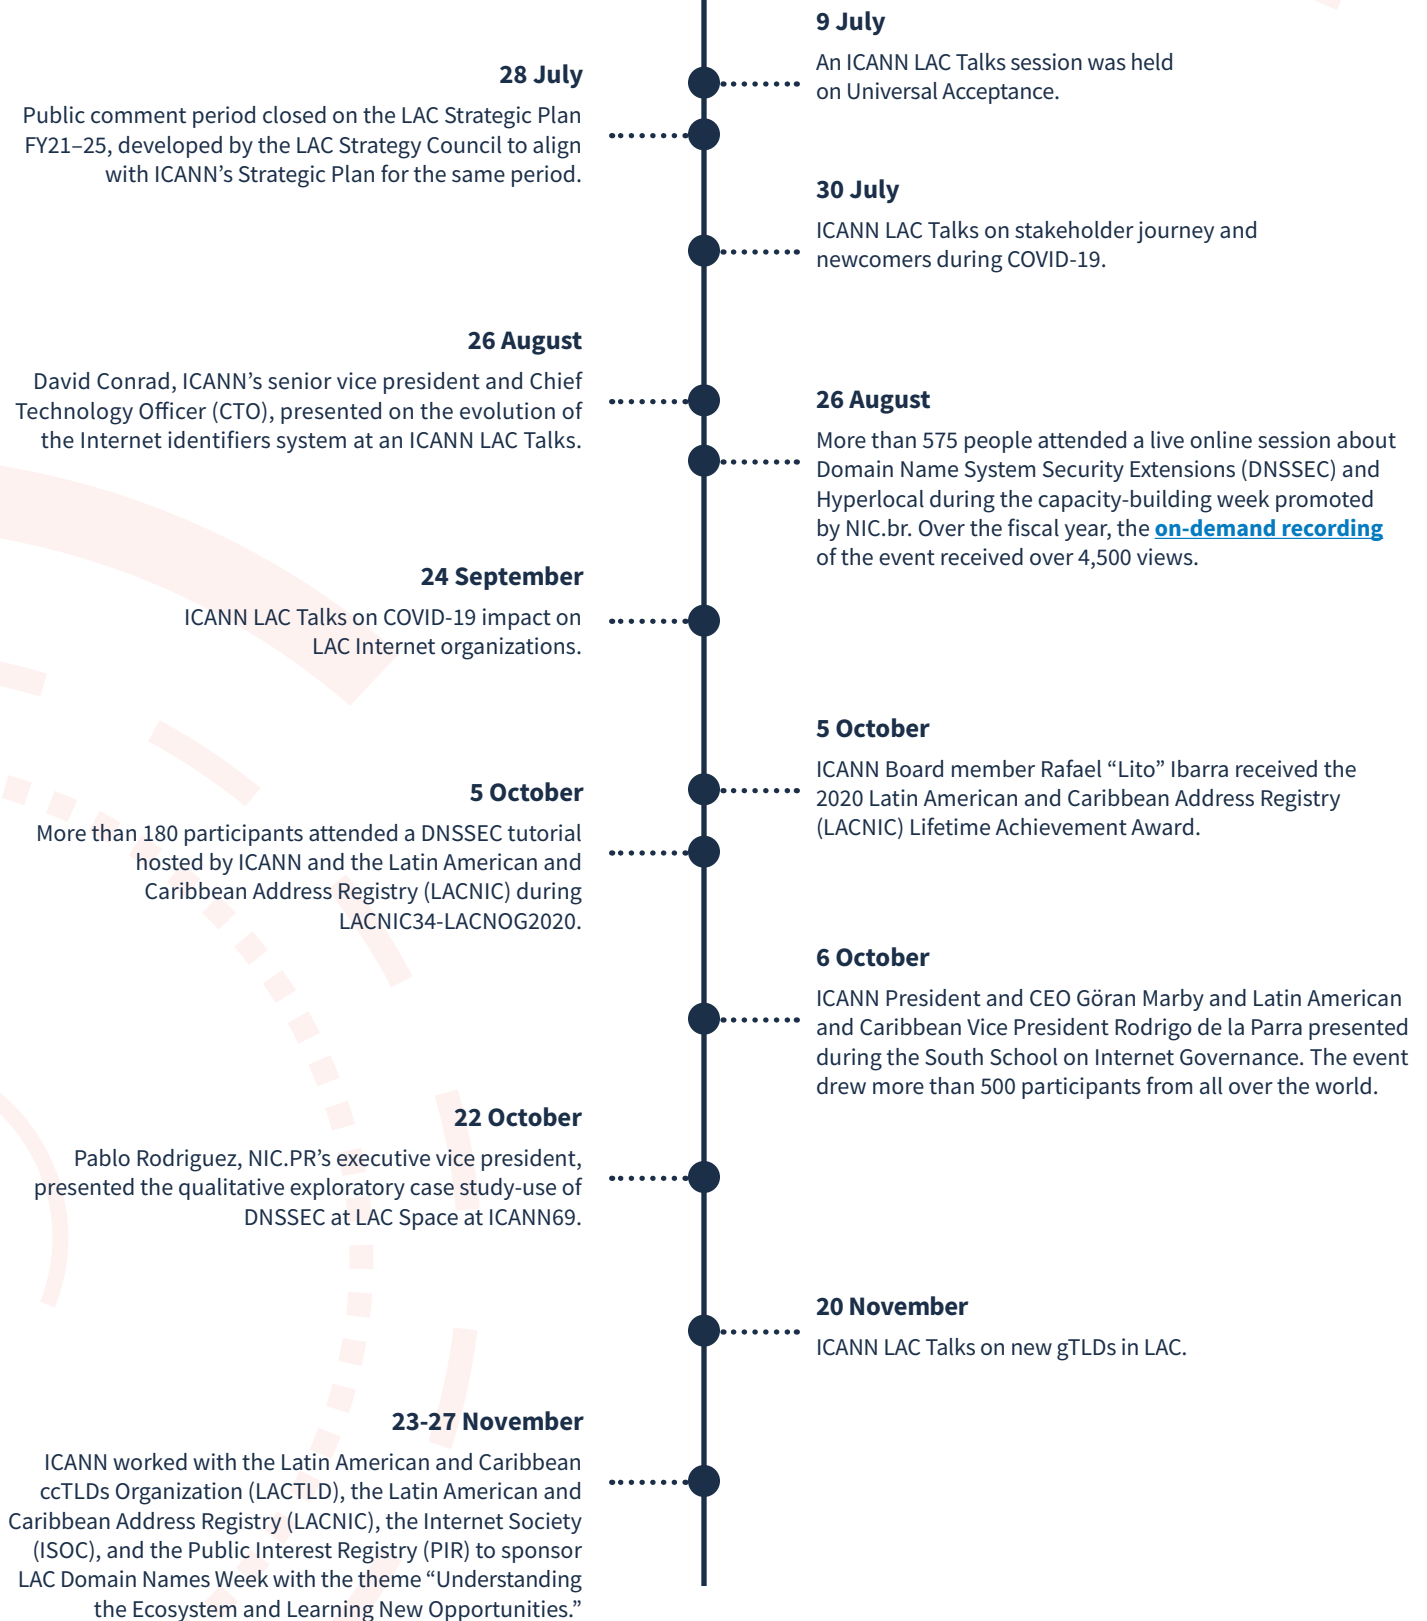 9 July
An ICANN LAC Talks session was held
on Universal Acceptance.
28 July
Public comment period closed on the LAC Strategic Plan
FY21–25, developed by the LAC Strategy Council to align
with ICANN’s Strategic Plan for the same period.
30 July
ICANN LAC Talks on stakeholder journey and
newcomers during COVID-19.
26 August
David Conrad, ICANN’s senior vice president and Chief
Technology Officer (CTO), presented on the evolution of
the Internet identifiers system at an ICANN LAC Talks.
26 August
More than 575 people attended a live online session about
Domain Name System Security Extensions (DNSSEC) and
Hyperlocal during the capacity-building week promoted
by NIC.br. Over the fiscal year, the on-demand recording
of the event received over 4,500 views.
24 September
ICANN LAC Talks on COVID-19 impact on
LAC Internet organizations.
5 October
ICANN Board member Rafael “Lito” Ibarra received the
2020 Latin American and Caribbean Address Registry
(LACNIC) Lifetime Achievement Award.
5 October
More than 180 participants attended a DNSSEC tutorial
hosted by ICANN and the Latin American and
Caribbean Address Registry (LACNIC) during
LACNIC34-LACNOG2020.
6 October
ICANN President and CEO Göran Marby and Latin American
and Caribbean Vice President Rodrigo de la Parra presented
during the South School on Internet Governance. The event
drew more than 500 participants from all over the world.
22 October
Pablo Rodriguez, NIC.PR’s executive vice president,
presented the qualitative exploratory case study-use of
DNSSEC at LAC Space at ICANN69.
20 November
ICANN LAC Talks on new gTLDs in LAC.
23-27 November
ICANN worked with the Latin American and Caribbean
ccTLDs Organization (LACTLD), the Latin American and
Caribbean Address Registry (LACNIC), the Internet Society
(ISOC), and the Public Interest Registry (PIR) to sponsor
LAC Domain Names Week with the theme “Understanding
the Ecosystem and Learning New Opportunities.”